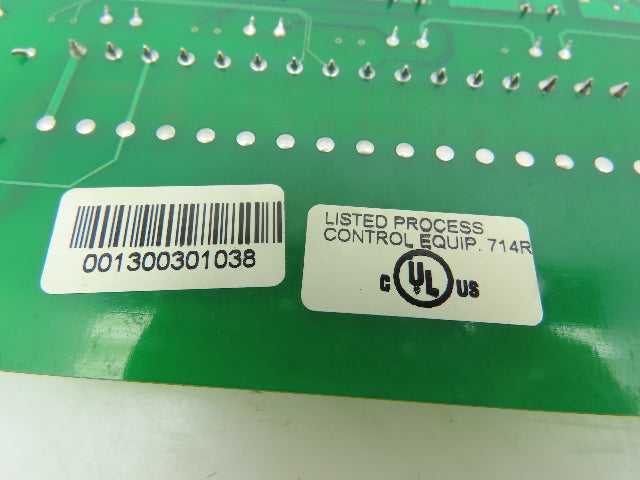 001300301038
LISTED PROCESS
CONTROL EQUIP. 714R
C UL US